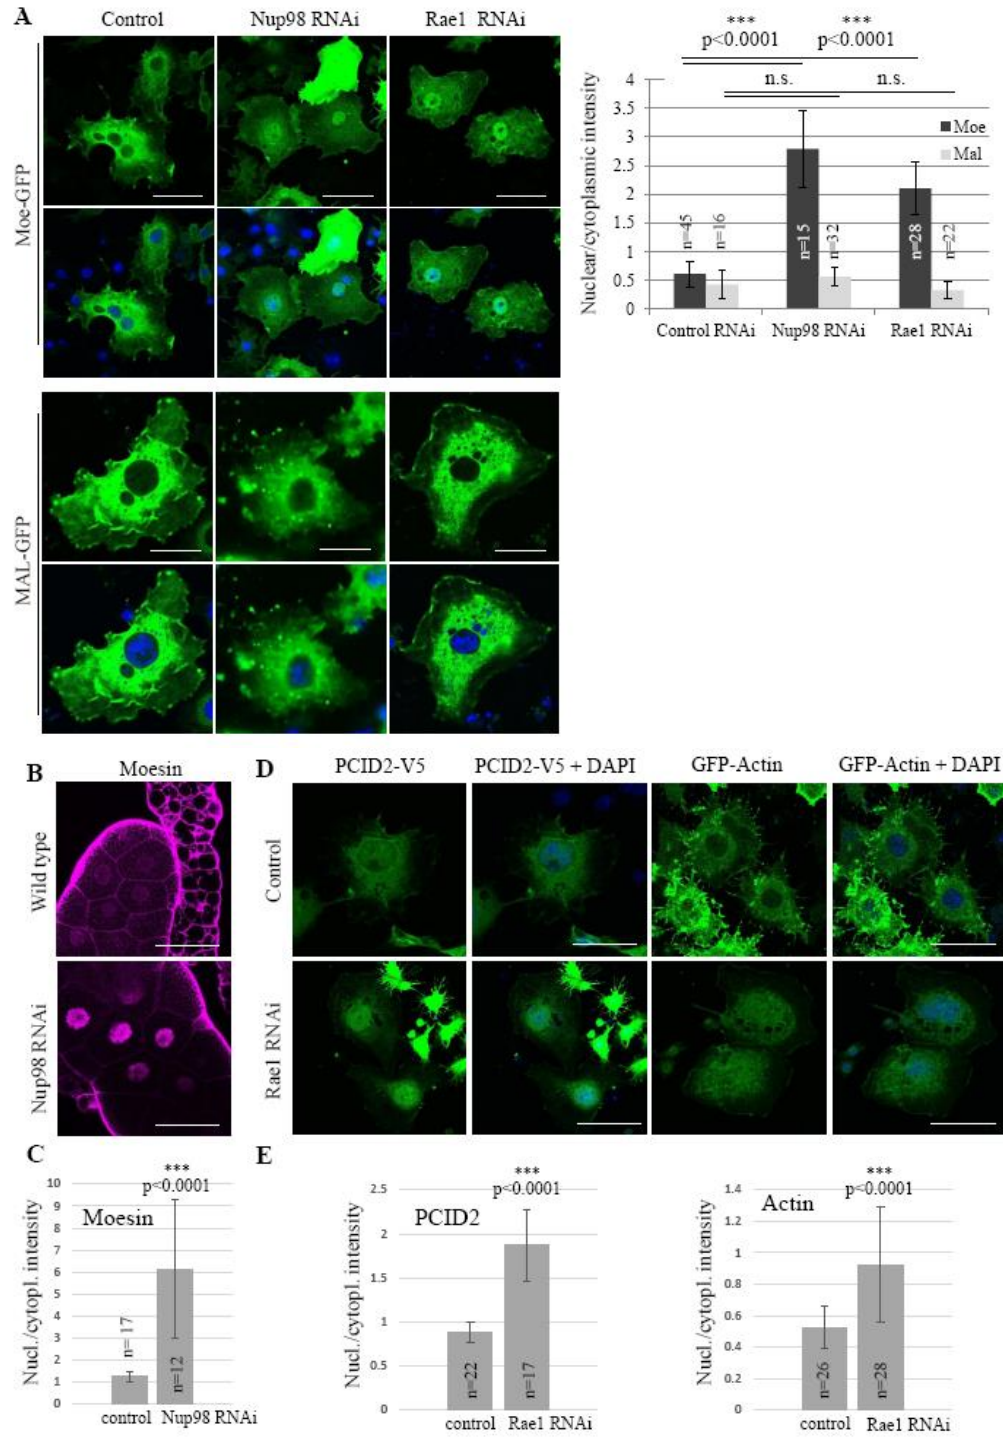 A
Control
Nup98 RNAi
Rae1 RNAi
Moe-GFP
MAL-GFP
***
***
p<0.0001
p<0.0001
n.s.
n.s.
Nuclear/cytoplasmic intensity
4
3.5
3
2.5
2
1.5
1
0.5
0
Moe
Mal
n=45
n=16
n=15
n=32
n=28
n=22
Control RNAi
Nup98 RNAi
Rae1 RNAi
B
Moesin
Wild type
Nup98 RNAi
D
PCID2-V5
PCID2-V5 + DAPI
GFP-Actin
GFP-Actin + DAPI
Control
Rae1 RNAi
C
***
p<0.0001
Moesin
Nucl./cytopl. intensity
10
9
8
7
6
5
4
3
2
1
0
n= 17
n=12
control
Nup98 RNAi
E
***
p<0.0001
PCID2
Nucl./cytopl. intensity
2.5
2
1.5
1
0.5
0
n=22
n=17
control
Rae1 RNAi
***
p<0.0001
Actin
Nucl./cytopl. intensity
1.4
1.2
1
0.8
0.6
0.4
0.2
0
n=26
n=28
control
Rae1 RNAi